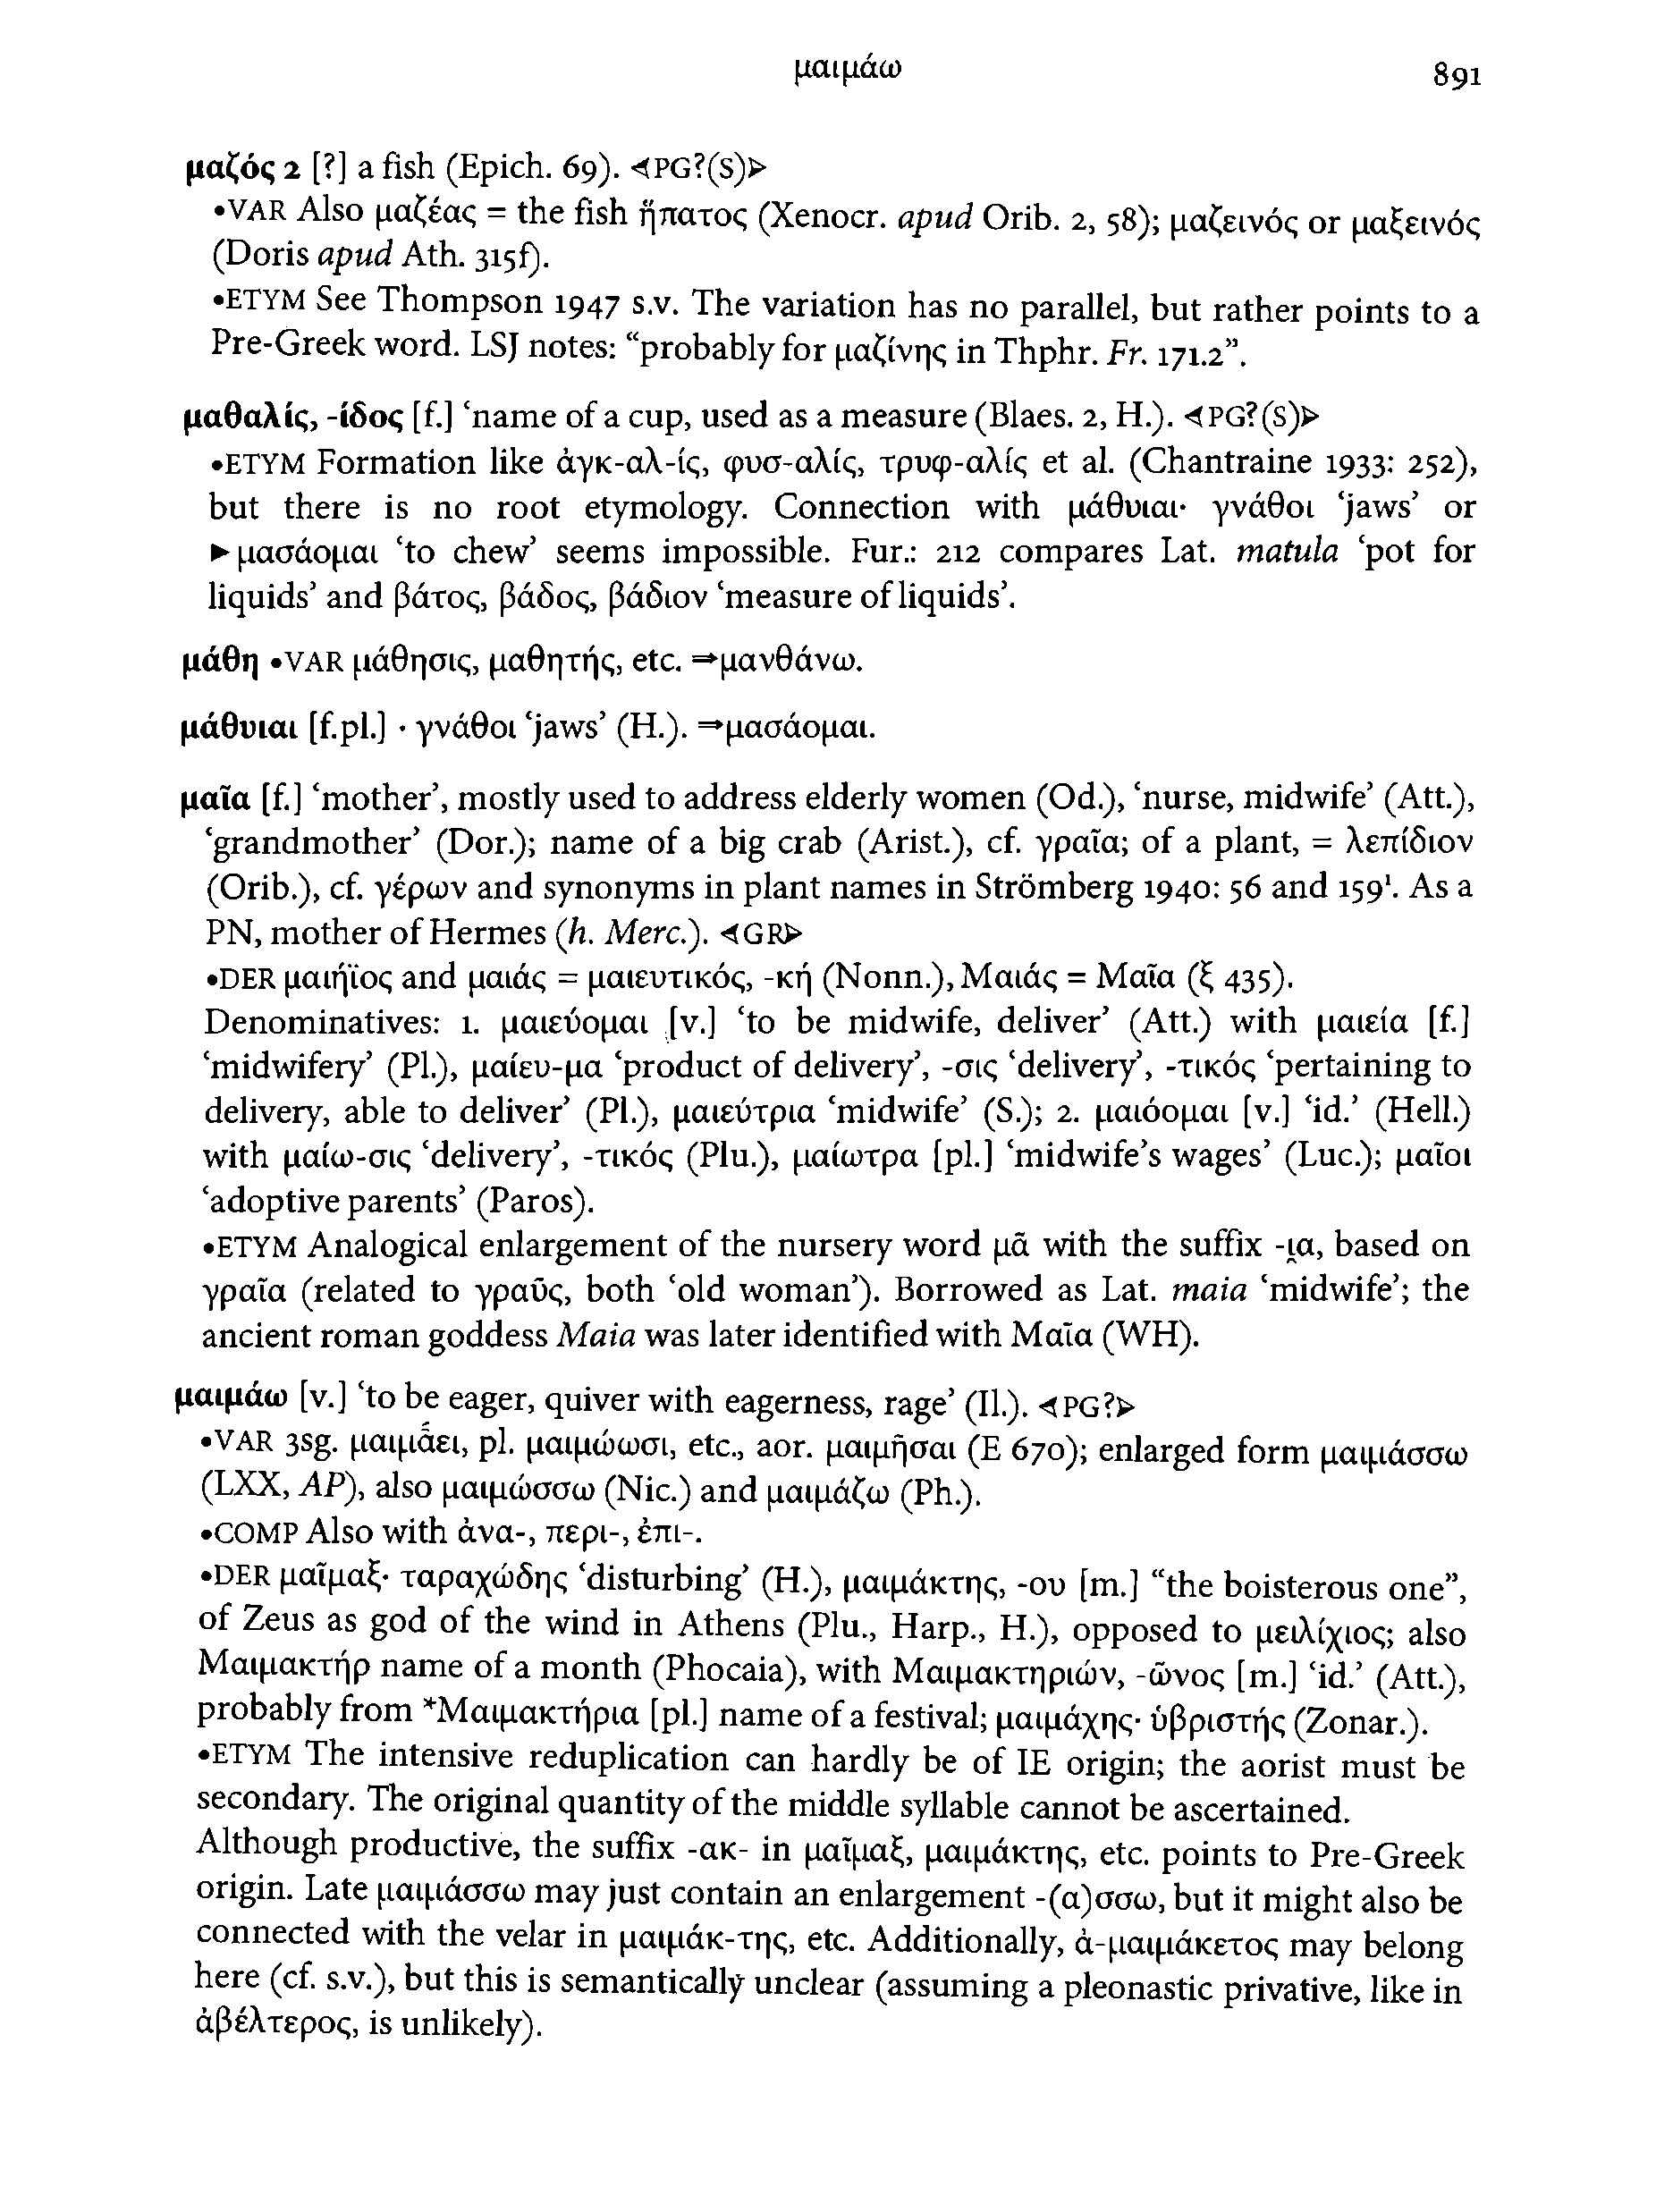 μαιμάω 891
μαζός 2 [?] a fish (Epich. 69). ⊲PG?(S)⊳
•VAR Also μαζέας = the fish ἥπατος (Xenocr. apud Orib. 2, 58); μαζεινός or μαξεινός
(Doris apud Ath. 315f).
•ETYM See Thompson 1947 s.v. The variation has no parallel, but rather points to a
Pre-Greek word. LSJ notes: “probably for μαζίνης in Thphr. Fr. 171.2”.
μαθαλίς, -ίδος [f.] ‘name of a cup, used as a measure (Blaes. 2, H.). ⊲PG?(S)⊳
•ETYM Formation like ἀγκ-αλ-ίς, φυσ-αλίς, τρυφ-αλίς et al. (Chantraine 1933: 252),
but there is no root etymology. Connection with μάθυιαι· γνάθοι ‘jaws’ or
►μασάομαι ‘to chew’ seems impossible. Fur.: 212 compares Lat. matula ‘pot for
liquids’ and βάτος, βάδος, βάδιον ‘measure of liquids’.
μάθη •VAR μάθησις, μαθητής, etc. ⇒μανθάνω.
μάθυιαι [f.pl.] · γνάθοι ‘jaws’ (H.). ⇒μασάομαι.
μαῖα [f.] ‘mother’, mostly used to address elderly women (Od.), ‘nurse, midwife’ (Att.),
‘grandmother’ (Dor.); name of a big crab (Arist.), cf. γραῖα; of a plant, = λεπίδιον
(Orib.), cf. γέρων and synonyms in plant names in Strömberg 1940: 56 and 159¹. As a
PN, mother of Hermes (h. Merc.). ⊲GR⊳
•DER μαιήϊος and μαιάς = μαιευτικός, -κή (Nonn.), Μαιάς = Μαῖα (ξ 435).
Denominatives: 1. μαιεύομαι [v.] ‘to be midwife, deliver’ (Att.) with μαιεία [f.]
‘midwifery’ (Pl.), μαίευ-μα ‘product of delivery’, -σις ‘delivery’, -τικός ‘pertaining to
delivery, able to deliver’ (Pl.), μαιεύτρια ‘midwife’ (S.); 2. μαιόομαι [v.] ‘id.’ (Hell.)
with μαίω-σις ‘delivery’, -τικός (Plu.), μαίωτρα [pl.] ‘midwife’s wages’ (Luc.); μαῖοι
‘adoptive parents’ (Paros).
•ETYM Analogical enlargement of the nursery word μᾶ with the suffix -ι̯α, based on
γραῖα (related to γραῦς, both ‘old woman’). Borrowed as Lat. maia ‘midwife’; the
ancient roman goddess Maia was later identified with Μαῖα (WH).
μαιμάω [v.] ‘to be eager, quiver with eagerness, rage’ (Il.). ⊲PG?⊳
•VAR 3sg. μαιμᾴει, pl. μαιμώωσι, etc., aor. μαιμῆσαι (E 670); enlarged form μαιμάσσω
(LXX, AP), also μαιμώσσω (Nic.) and μαιμάζω (Ph.).
•COMP Also with ἀνα-, περι-, ἐπι-.
•DER μαῖμαξ· ταραχώδης ‘disturbing’ (H.), μαιμάκτης, -ου [m.] “the boisterous one”,
of Zeus as god of the wind in Athens (Plu., Harp., H.), opposed to μειλίχιος; also
Μαιμακτήρ name of a month (Phocaia), with Μαιμακτηριών, -ῶνος [m.] ‘id.’ (Att.),
probably from *Μαιμακτήρια [pl.] name of a festival; μαιμάχης· ὑβριστής (Zonar.).
•ETYM The intensive reduplication can hardly be of IE origin; the aorist must be
secondary. The original quantity of the middle syllable cannot be ascertained.
Although productive, the suffix -ακ- in μαῖμαξ, μαιμάκτης, etc. points to Pre-Greek
origin. Late μαιμάσσω may just contain an enlargement -(α)σσω, but it might also be
connected with the velar in μαιμάκ-της, etc. Additionally, ἀ-μαιμάκετος may belong
here (cf. s.v.), but this is semantically unclear (assuming a pleonastic privative, like in
ἀβέλτερος, is unlikely).